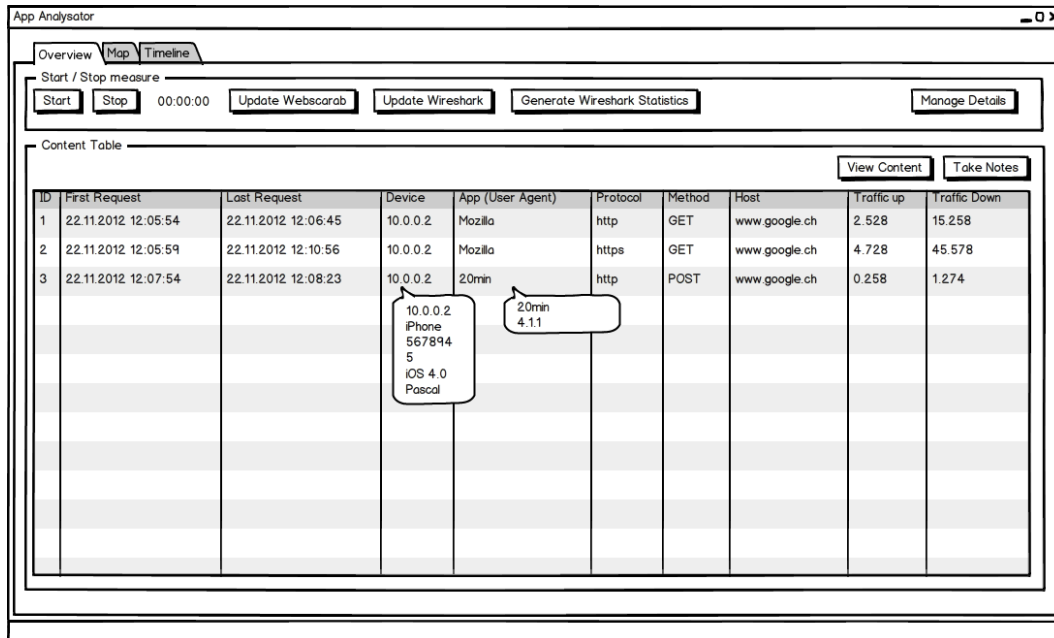 App Analysator
Overview Map Timeline
Start / Stop measure
Start Stop 00:00:00 Update Webscarab Update Wireshark Generate Wireshark Statistics Manage Details
Content Table
View Content Take Notes
ID First Request Last Request Device App (User Agent) Protocol Method Host Traffic up Traffic Down
1 22.11.2012 12:05:54 22.11.2012 12:06:45 10.0.0.2 Mozilla http GET www.google.ch 2.528 15.258
2 22.11.2012 12:05:59 22.11.2012 12:10:56 10.0.0.2 Mozilla https GET www.google.ch 4.728 45.578
3 22.11.2012 12:07:54 22.11.2012 12:08:23 10.0.0.2 20min http POST www.google.ch 0.258 1.274
10.0.0.2
iPhone
567894
5
iOS 4.0
Pascal
20min
4.1.1